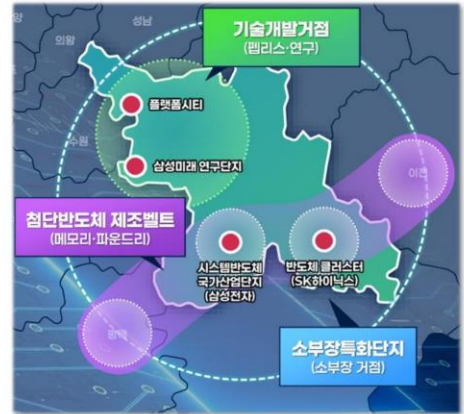 성남
의왕
기술개발거점
(펩리스·연구)
플랫폼시티
수원
삼성미래 연구단지
이천
첨단반도체 제조벨트
(메모리·파운드리)
시스템반도체
국가산업단지
(삼성전자)
반도체 클러스터
(SK하이닉스)
평택
소부장특화단지
(소부장 거점)